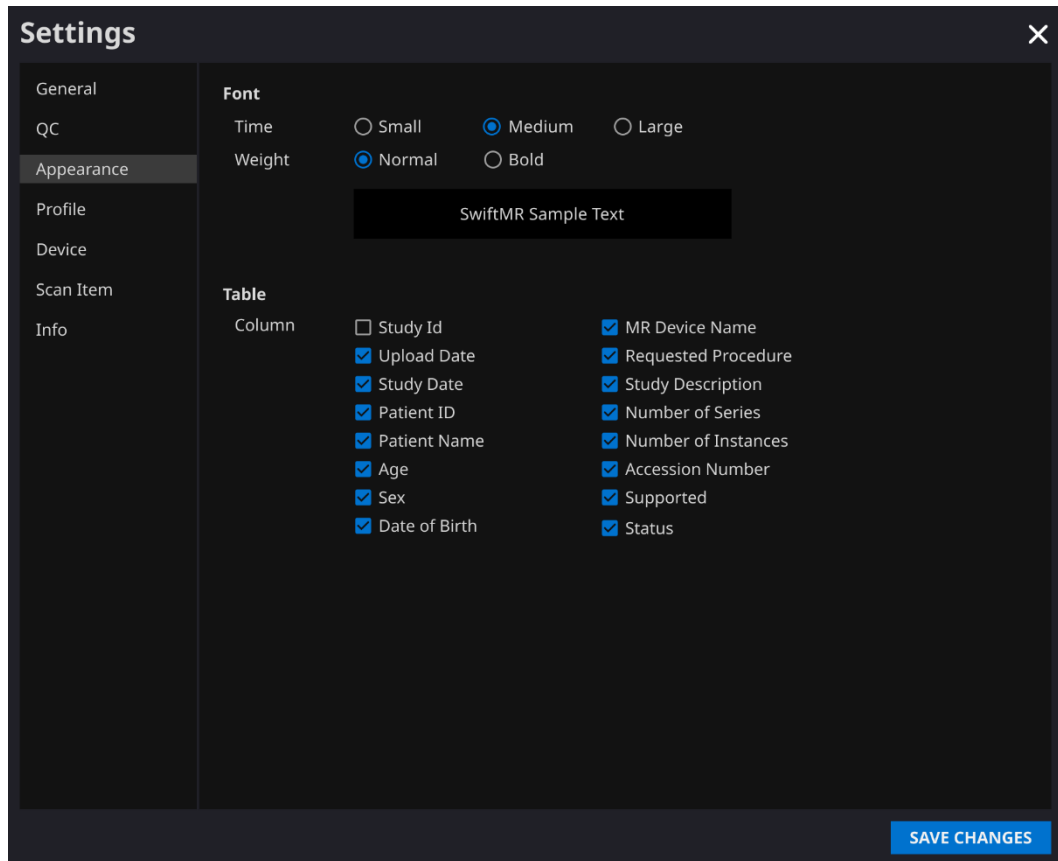 Settings
General
QC
Appearance
Profile
Device
Scan Item
Info
Font
Time Small Medium Large
Weight Normal Bold
SwiftMR Sample Text
Table
Column
Study Id
Upload Date
Study Date
Patient ID
Patient Name
Age
Sex
Date of Birth
MR Device Name
Requested Procedure
Study Description
Number of Series
Number of Instances
Accession Number
Supported
Status
SAVE CHANGES